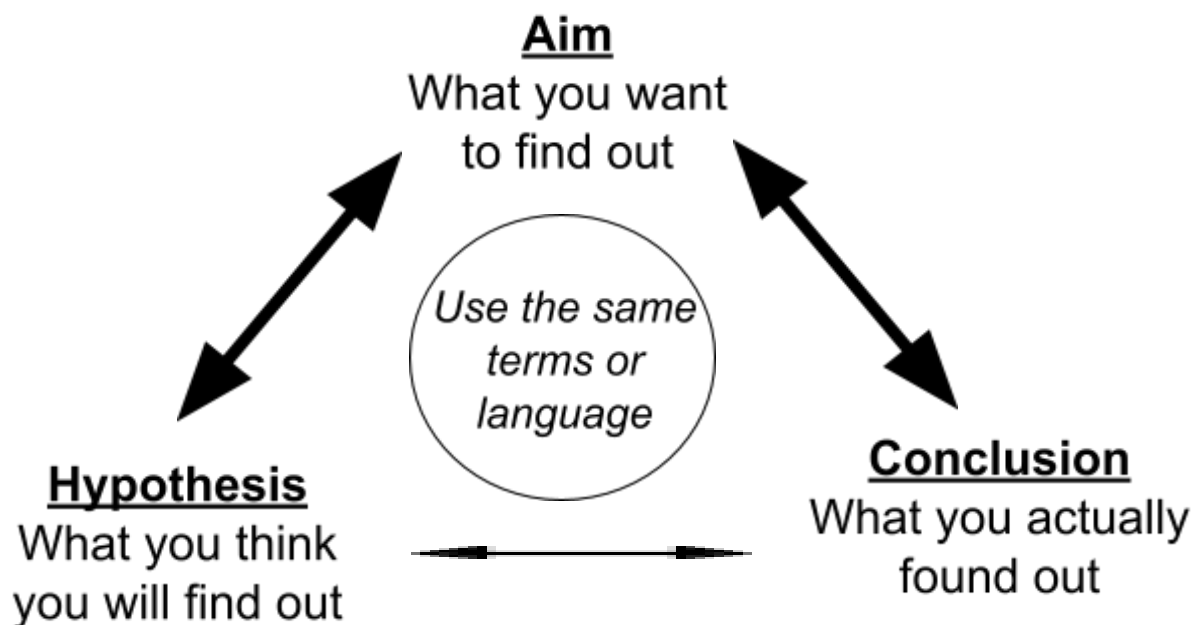 Aim
What you want
to find out
Use the same
terms or
language
Hypothesis
What you think
you will find out
Conclusion
What you actually
found out